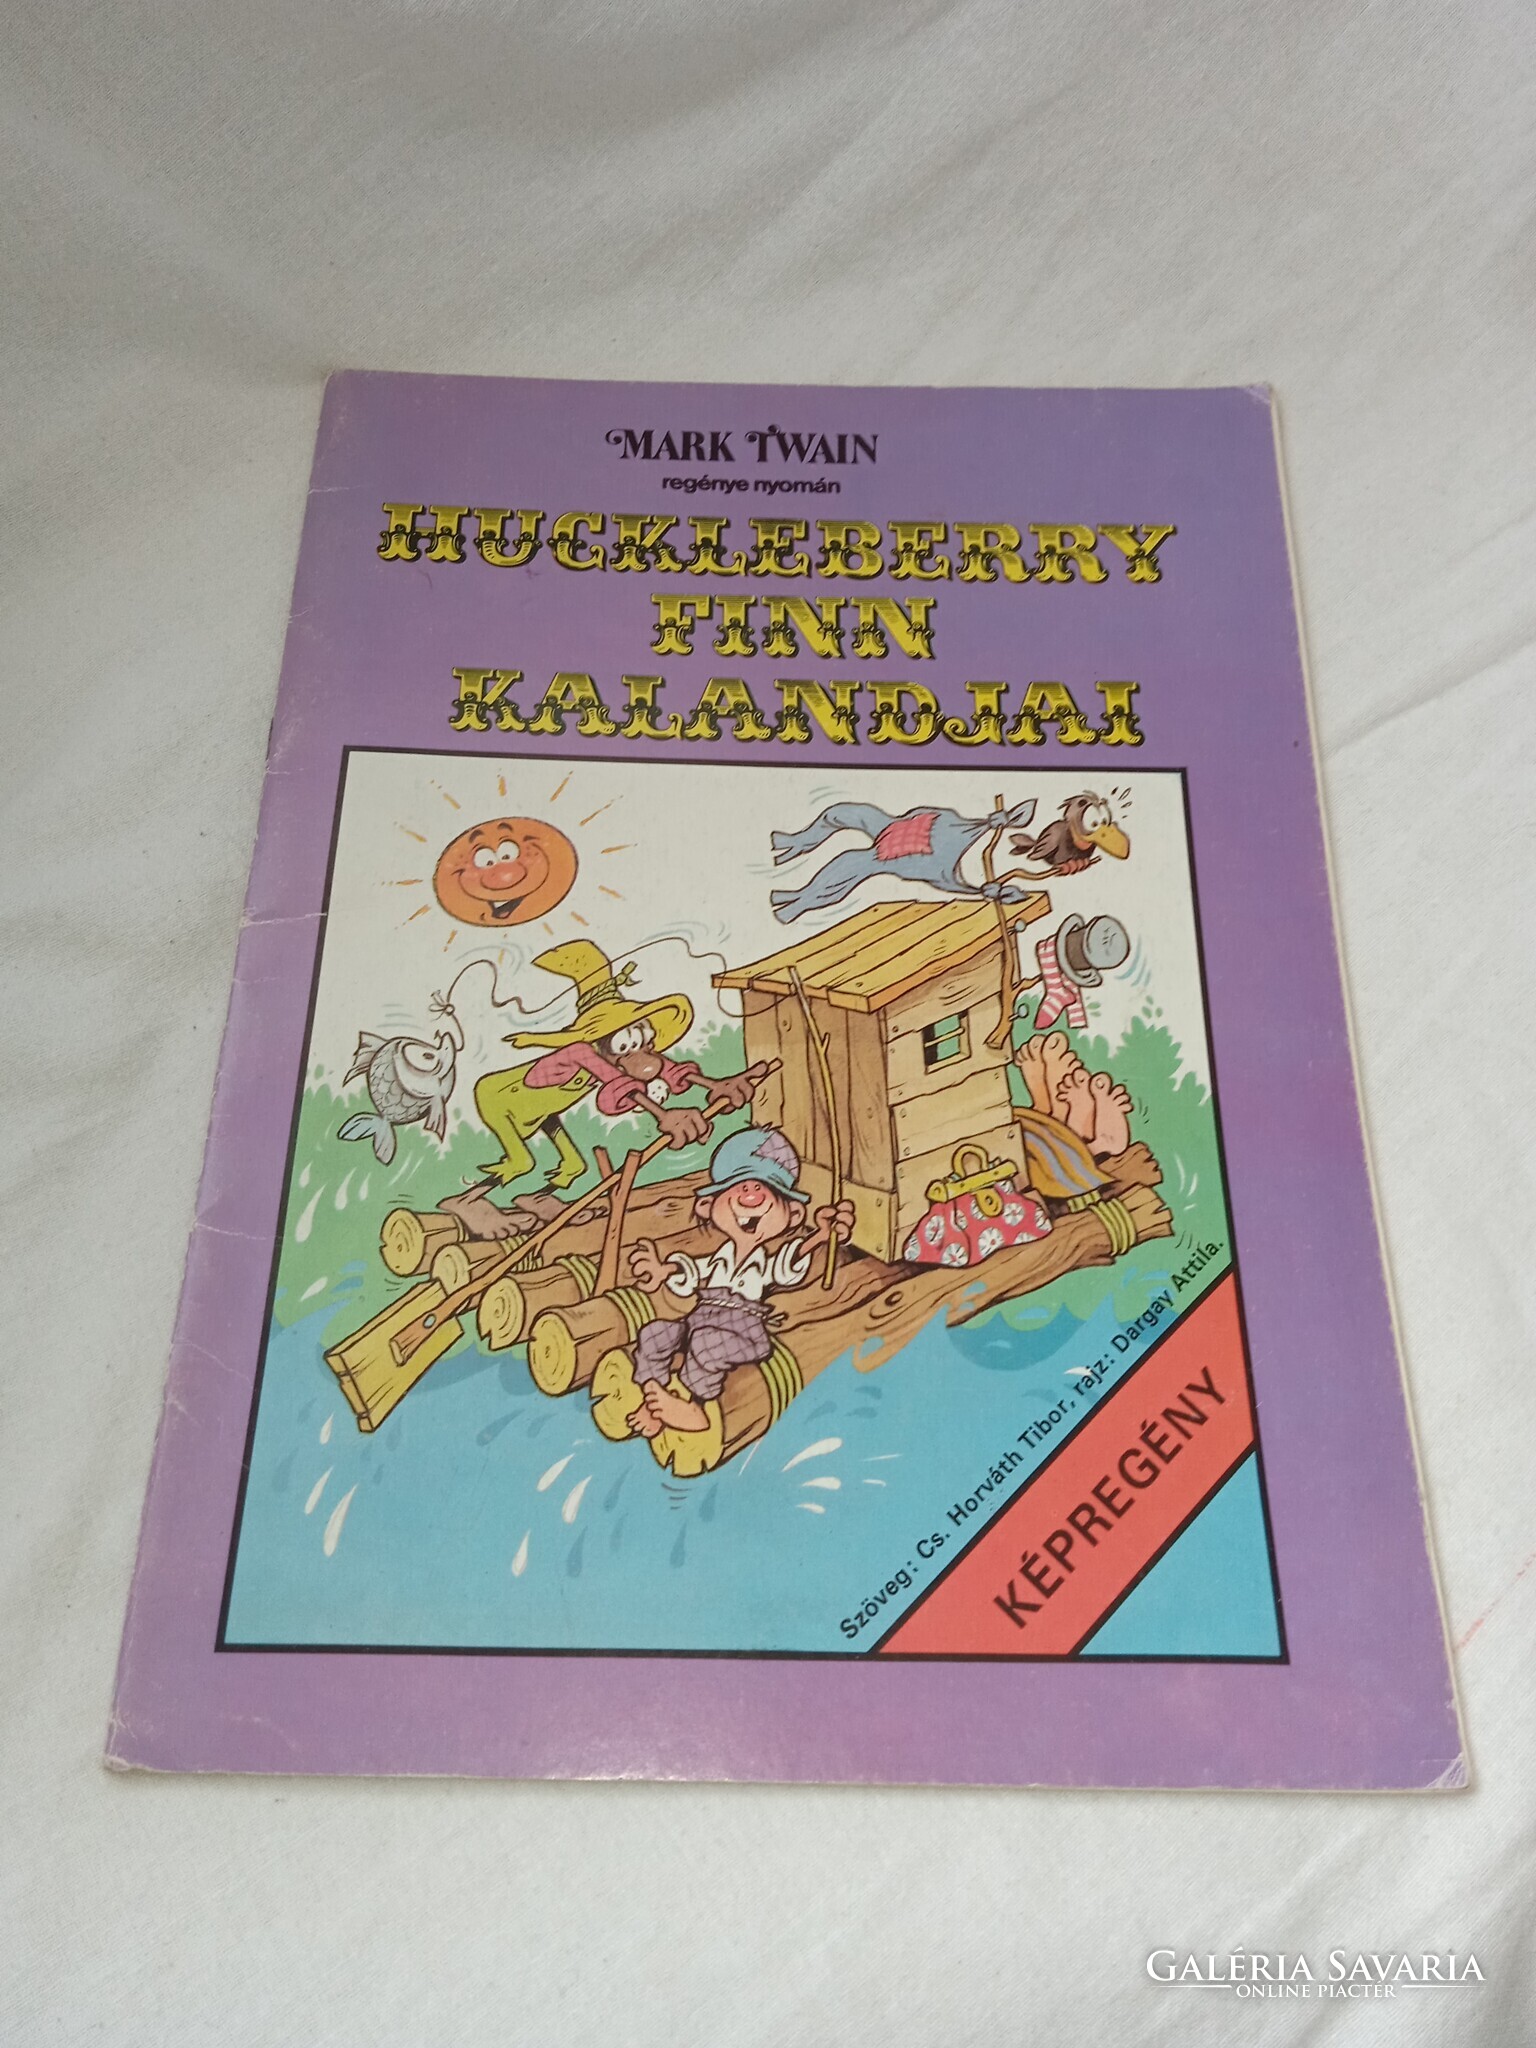 MARK TWAIN
regénye nyomán
HUCKLEBERRY
FINN
KALANDJAI
Szöveg: Cs. Horváth Tibor, rajz: Dargay Attila.
KÉPREGÉNY
GALÉRIA SAVARIA
ONLINE PIACTÉR